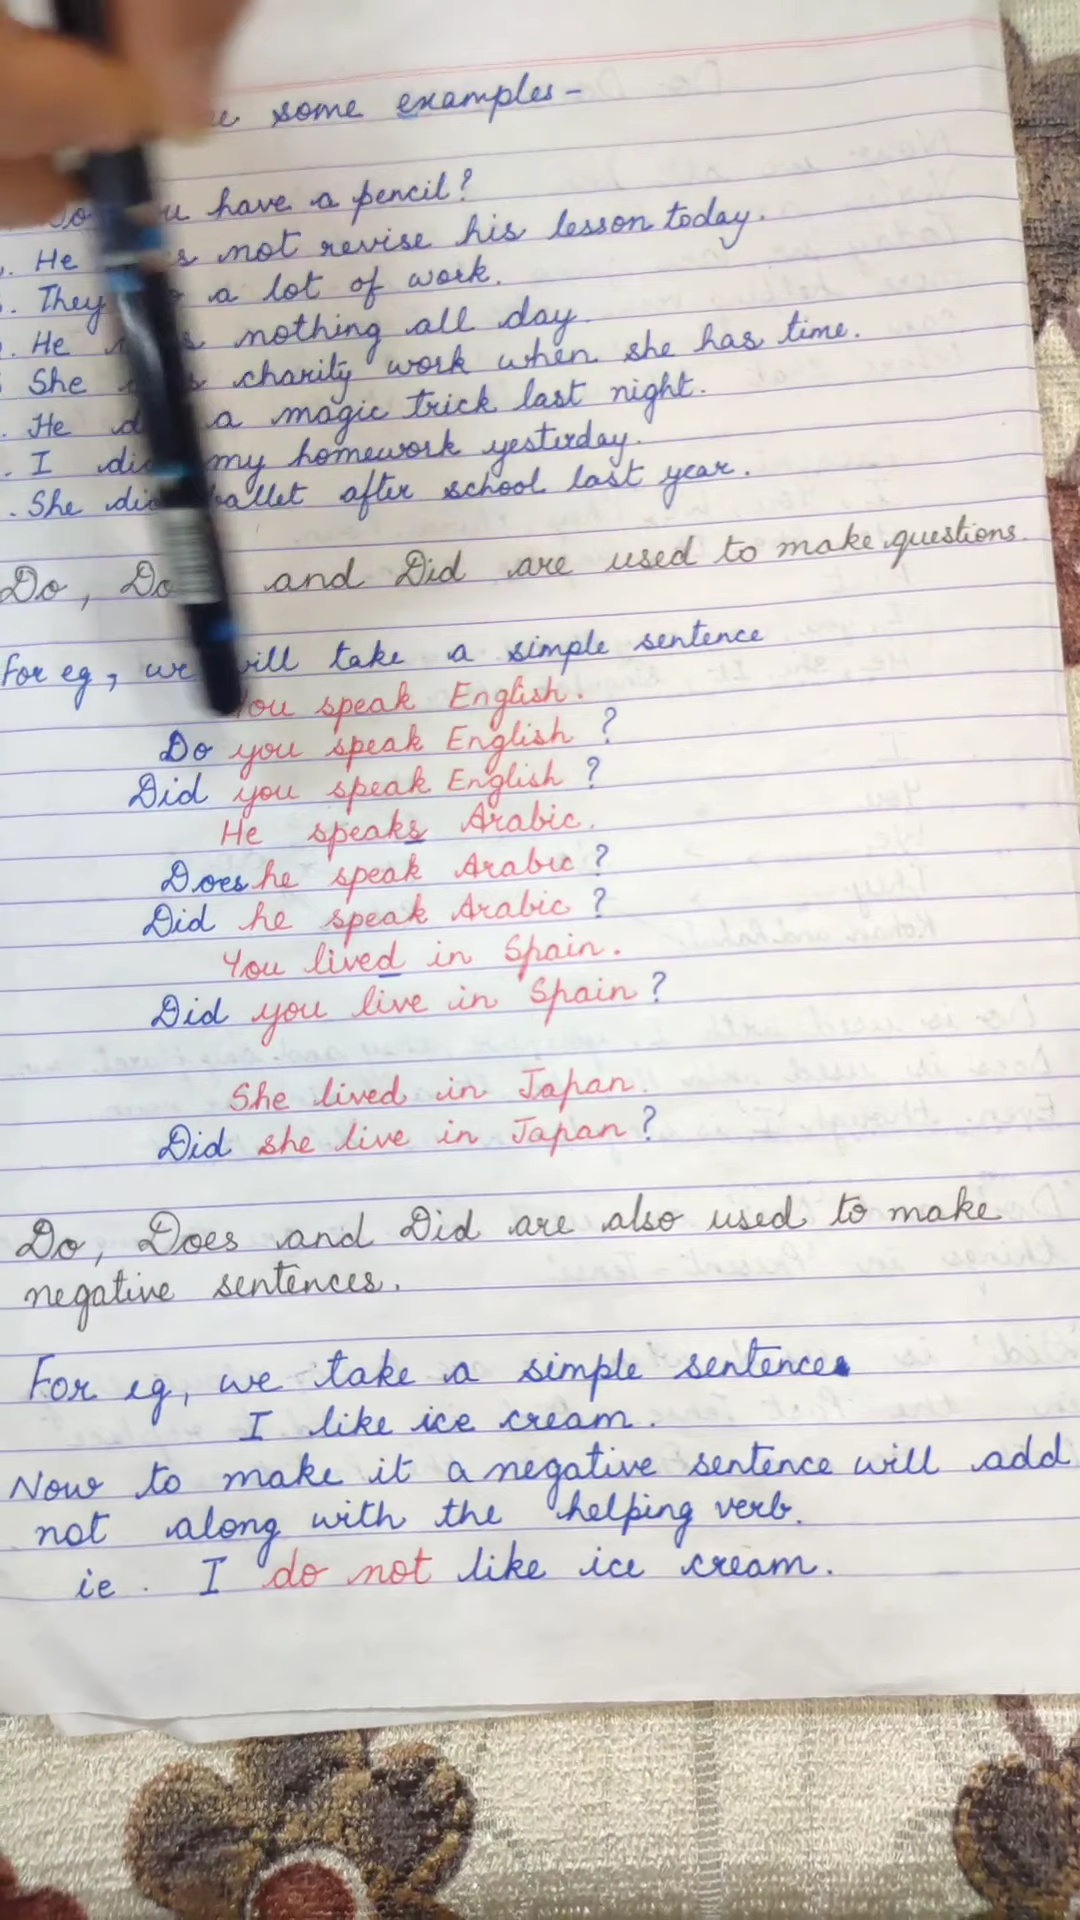 some examples-
have a pencil?
He not revise his lesson today.
They a lot of work.
He nothing all day.
She charity work when she has time.
He a magic trick last night.
I my homework yesterday.
She ballet after school last year.
Do, and Did are used to make questions.
For eg, we will take a simple sentence
You speak English.
Do you speak English?
Did you speak English?
He speaks Arabic.
Does he speak Arabic?
Did he speak Arabic?
You lived in Spain.
Did you live in Spain?
She lived in Japan.
Did she live in Japan?
Do, Does and Did are also used to make
negative sentences.
For eg, we take a simple sentence
I like ice cream.
Now to make it a negative sentence will add
not along with the helping verb.
ie. I do not like ice cream.